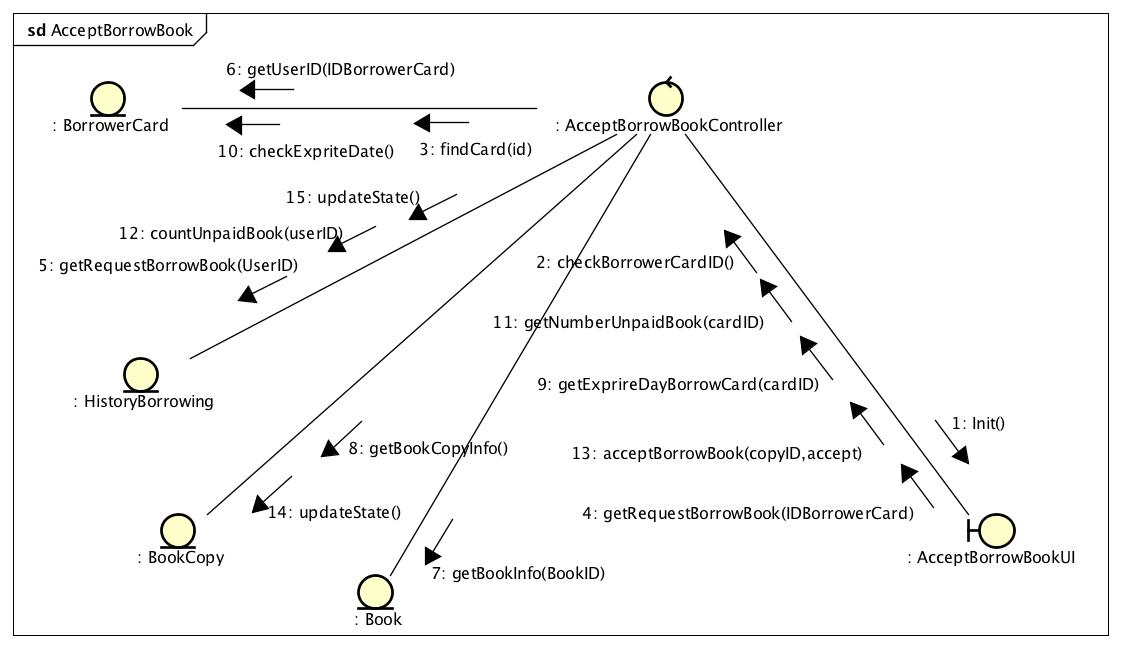 sd AcceptBorrowBook
6: getUserID(IDBorrowerCard)
: BorrowerCard
: AcceptBorrowBookController
10: checkExpriteDate()
3: findCard(id)
15: updateState()
12: countUnpaidBook(userID)
5: getRequestBorrowBook(UserID)
2: checkBorrowerCardID()
11: getNumberUnpaidBook(cardID)
9: getExprireDayBorrowCard(cardID)
: HistoryBorrowing
1: Init()
8: getBookCopyInfo()
13: acceptBorrowBook(copyID,accept)
14: updateState()
4: getRequestBorrowBook(IDBorrowerCard)
: BookCopy
: AcceptBorrowBookUI
7: getBookInfo(BookID)
: Book